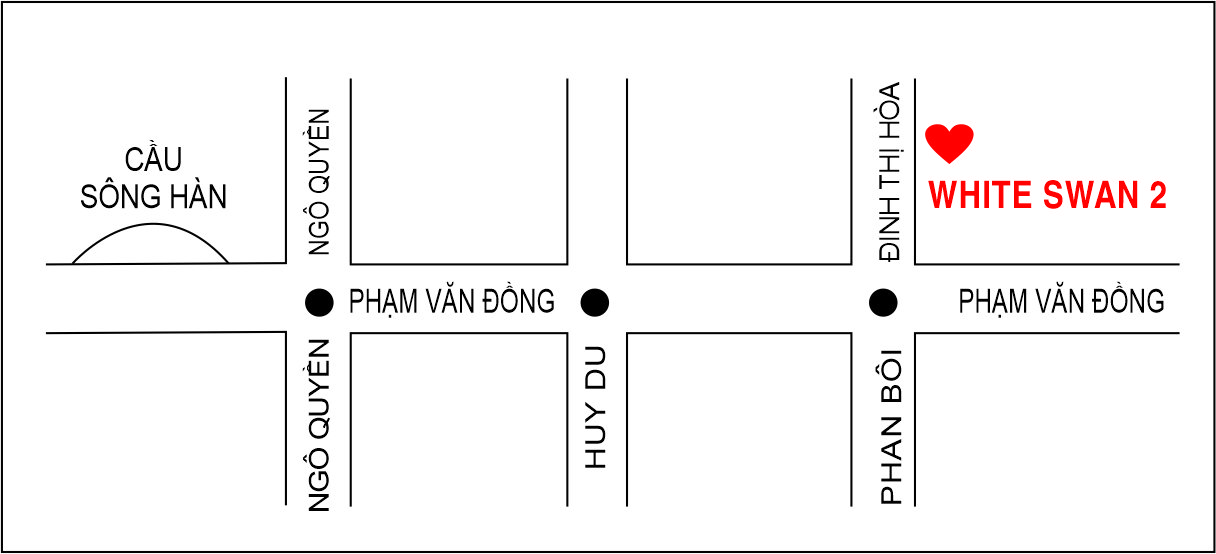 CẦU
SÔNG HÀN
NGÔ QUYỀN
ĐINH THỊ HÒA
WHITE SWAN 2
PHẠM VĂN ĐỒNG
PHẠM VĂN ĐỒNG
NGÔ QUYỀN
HUY DU
PHAN BÔI